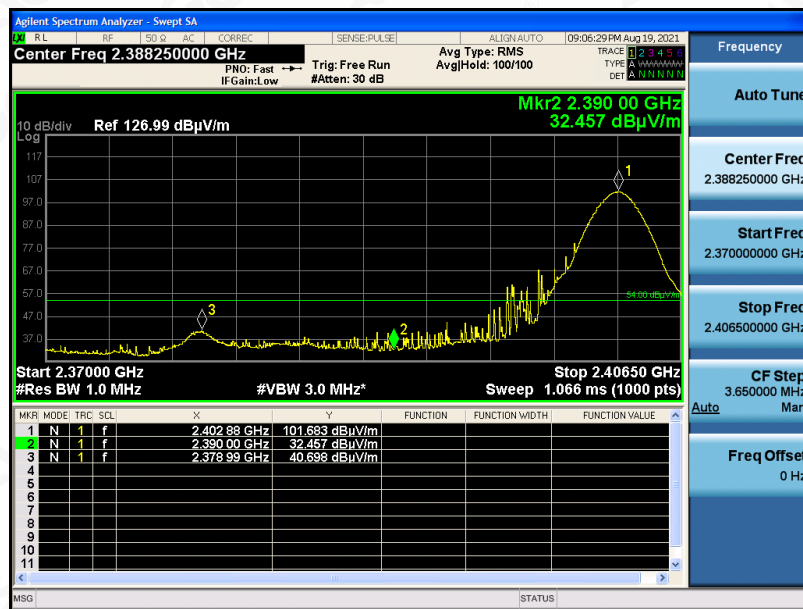 Agilent Spectrum Analyzer - Swept SA
LXI RL RF 50 Ω AC CORREC SENSE:PULSE ALIGN AUTO 09:06:29 PM Aug 19, 2021
Center Freq 2.388250000 GHz
PNO: Fast
IFGain:Low
Trig: Free Run
#Atten: 30 dB
Avg Type: RMS
Avg|Hold: 100/100
TRACE 1 2 3 4 5 6
TYPE A WWWWW
DET A N N N N N
Mkr2 2.390 00 GHz
32.457 dBµV/m
10 dB/div Ref 126.99 dBµV/m
Log
117
107
97.0
87.0
77.0
67.0
57.0
47.0
37.0
1
2
3
54.00 dBµV/m
Start 2.37000 GHz Stop 2.40650 GHz
#Res BW 1.0 MHz #VBW 3.0 MHz* Sweep 1.066 ms (1000 pts)
MKR MODE TRC SCL X Y FUNCTION FUNCTION WIDTH FUNCTION VALUE
1 N 1 f 2.402 88 GHz 101.683 dBµV/m
2 N 1 f 2.390 00 GHz 32.457 dBµV/m
3 N 1 f 2.378 99 GHz 40.698 dBµV/m
4
5
6
7
8
9
10
11
MSG STATUS
Frequency
Auto Tune
Center Freq
2.388250000 GHz
Start Freq
2.370000000 GHz
Stop Freq
2.406500000 GHz
CF Step
3.650000 MHz
Auto Man
Freq Offset
0 Hz